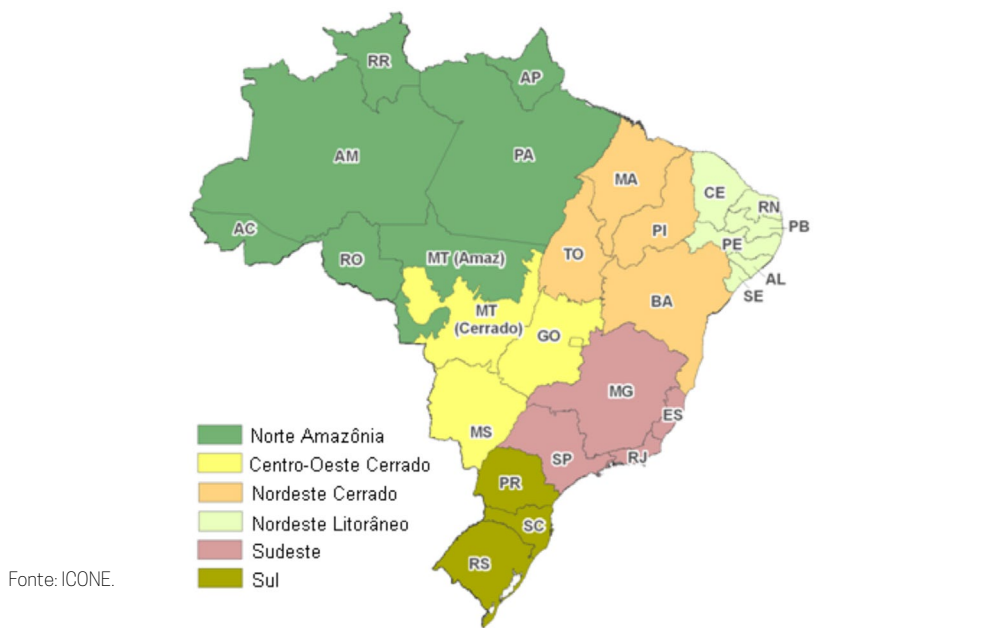 RR
AP
AM
PA
MA
CE
RN
PB
AC
PI
PE
RO
MT (Amaz)
TO
AL
SE
MT
(Cerrado)
BA
GO
MG
ES
MS
SP
RJ
PR
SC
RS
Norte Amazônia
Centro-Oeste Cerrado
Nordeste Cerrado
Nordeste Litorâneo
Sudeste
Sul
Fonte: ICONE.